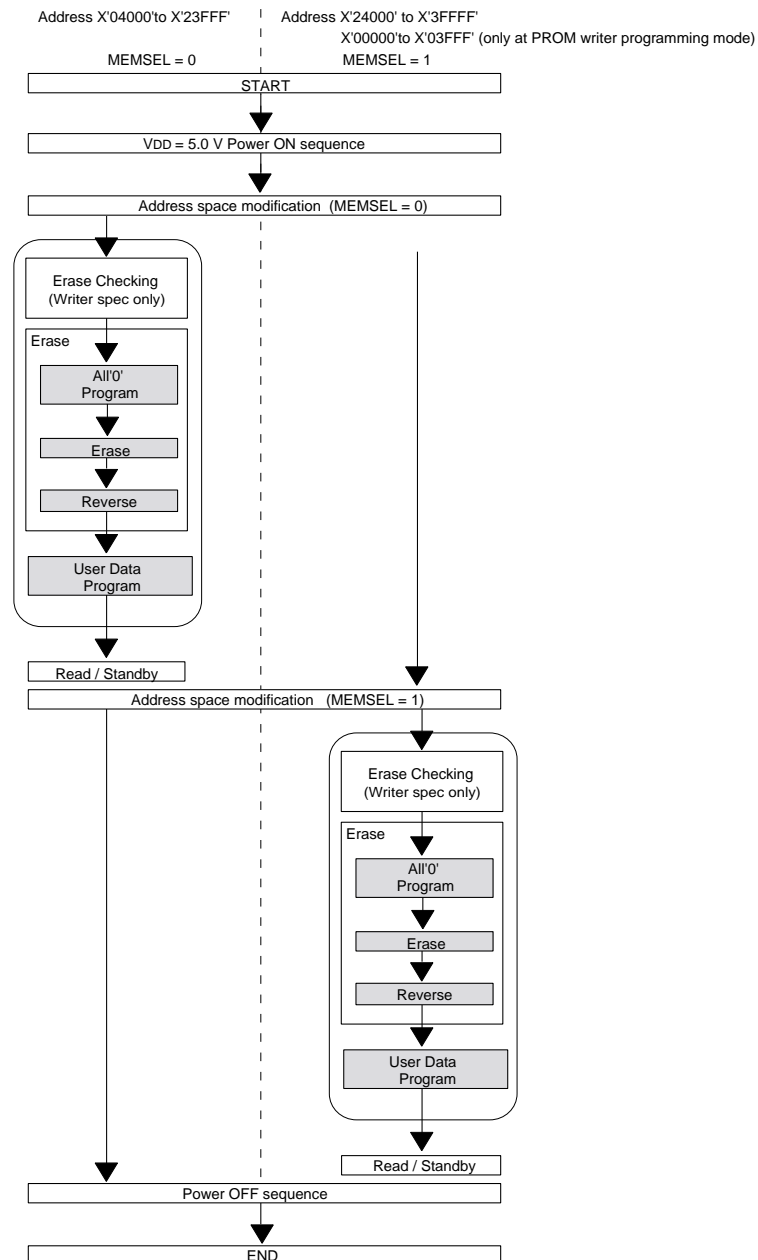 Address X'04000'to X'23FFF'
Address X'24000' to X'3FFFF'
X'00000'to X'03FFF' (only at PROM writer programming mode)
MEMSEL = 0
MEMSEL = 1
START
VDD = 5.0 V Power ON sequence
Address space modification (MEMSEL = 0)
Erase Checking
(Writer spec only)
Erase
All'0'
Program
Erase
Reverse
User Data
Program
Read / Standby
Address space modification (MEMSEL = 1)
Erase Checking
(Writer spec only)
Erase
All'0'
Program
Erase
Reverse
User Data
Program
Read / Standby
Power OFF sequence
END